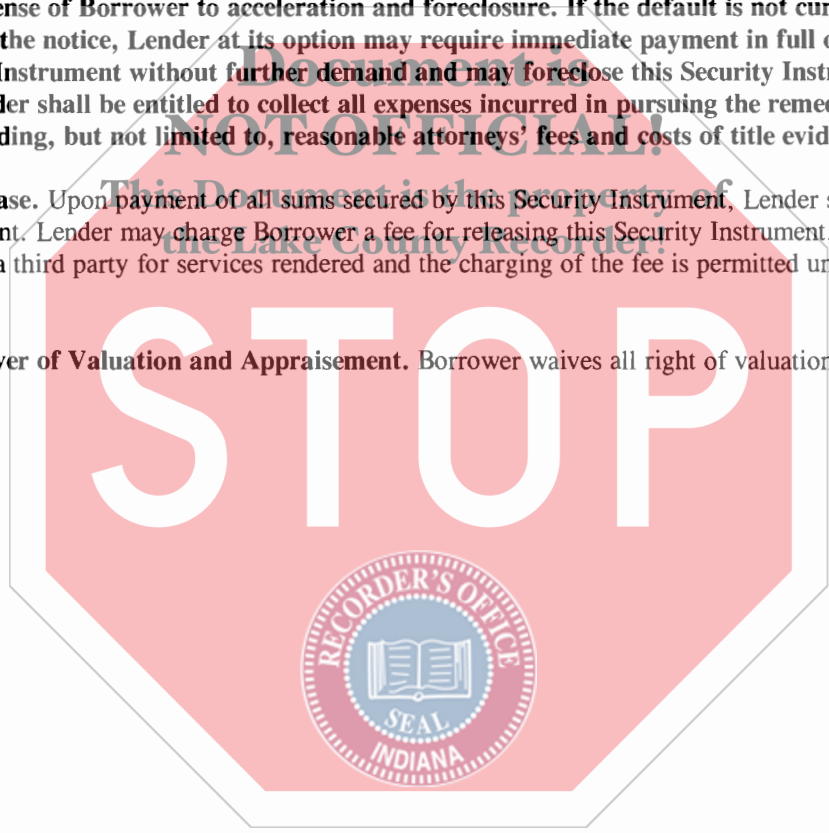 ense of Borrower to acceleration and foreclosure. If the default is not cur
the notice, Lender at its option may require immediate payment in full o
Instrument without further demand and may foreclose this Security Instr
der shall be entitled to collect all expenses incurred in pursuing the remed
ding, but not limited to, reasonable attorneys' fees and costs of title evid
Document is
NOT OFFICIAL!
This Document is the property of
the Lake County Recorder!
ase. Upon payment of all sums secured by this Security Instrument, Lender s
nt. Lender may charge Borrower a fee for releasing this Security Instrument,
a third party for services rendered and the charging of the fee is permitted un
ver of Valuation and Appraisement. Borrower waives all right of valuation
STOP
RECORDER'S OFFICE
SEAL
INDIANA